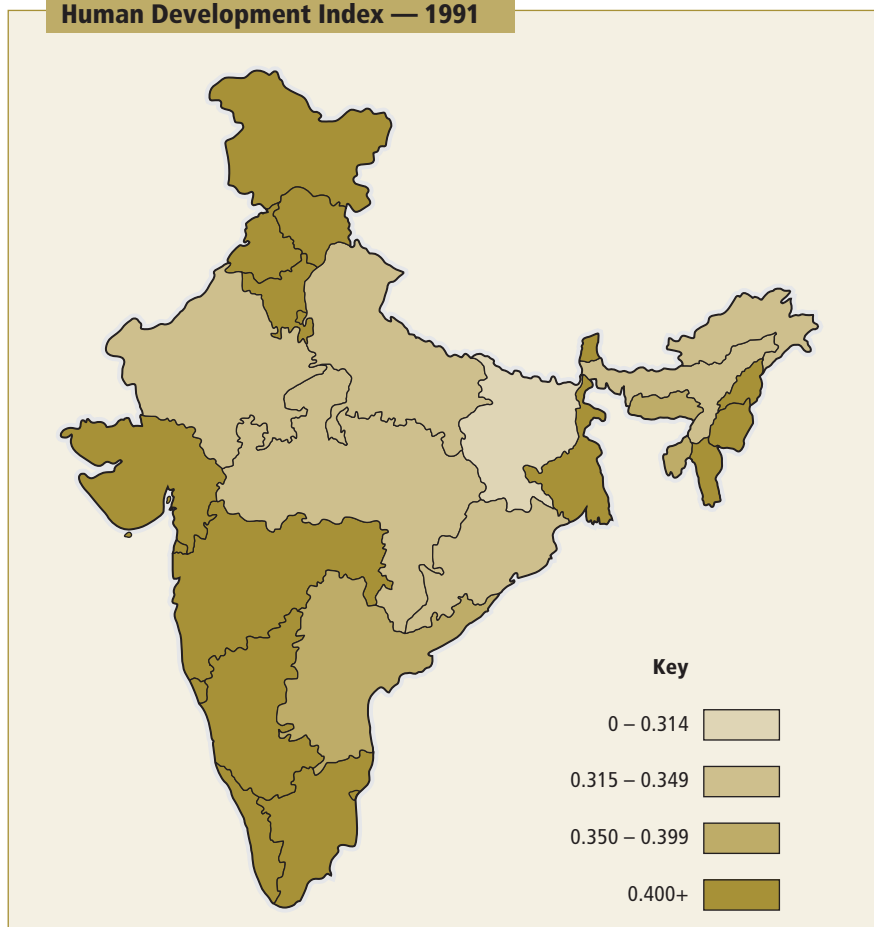 Human Development Index — 1991
Key
0 – 0.314
0.315 – 0.349
0.350 – 0.399
0.400+